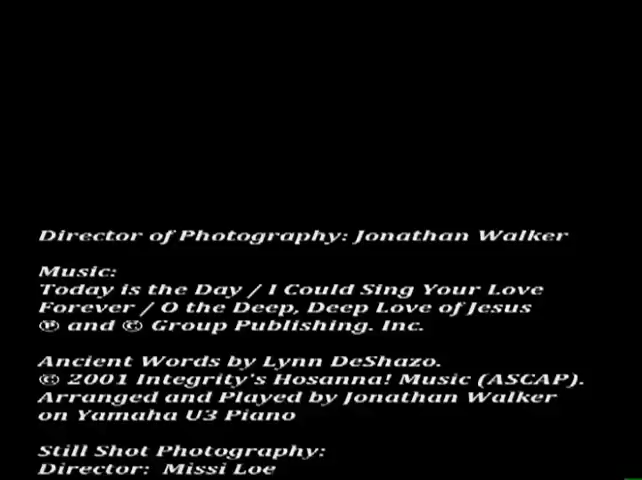 Director of Photography: Jonathan Walker
Music:
Today is the Day / I Could Sing Your Love
Forever / O the Deep, Deep Love of Jesus
℗ and © Group Publishing. Inc.
Ancient Words by Lynn DeShazo.
© 2001 Integrity's Hosanna! Music (ASCAP).
Arranged and Played by Jonathan Walker
on Yamaha U3 Piano
Still Shot Photography:
Director: Missi Loe